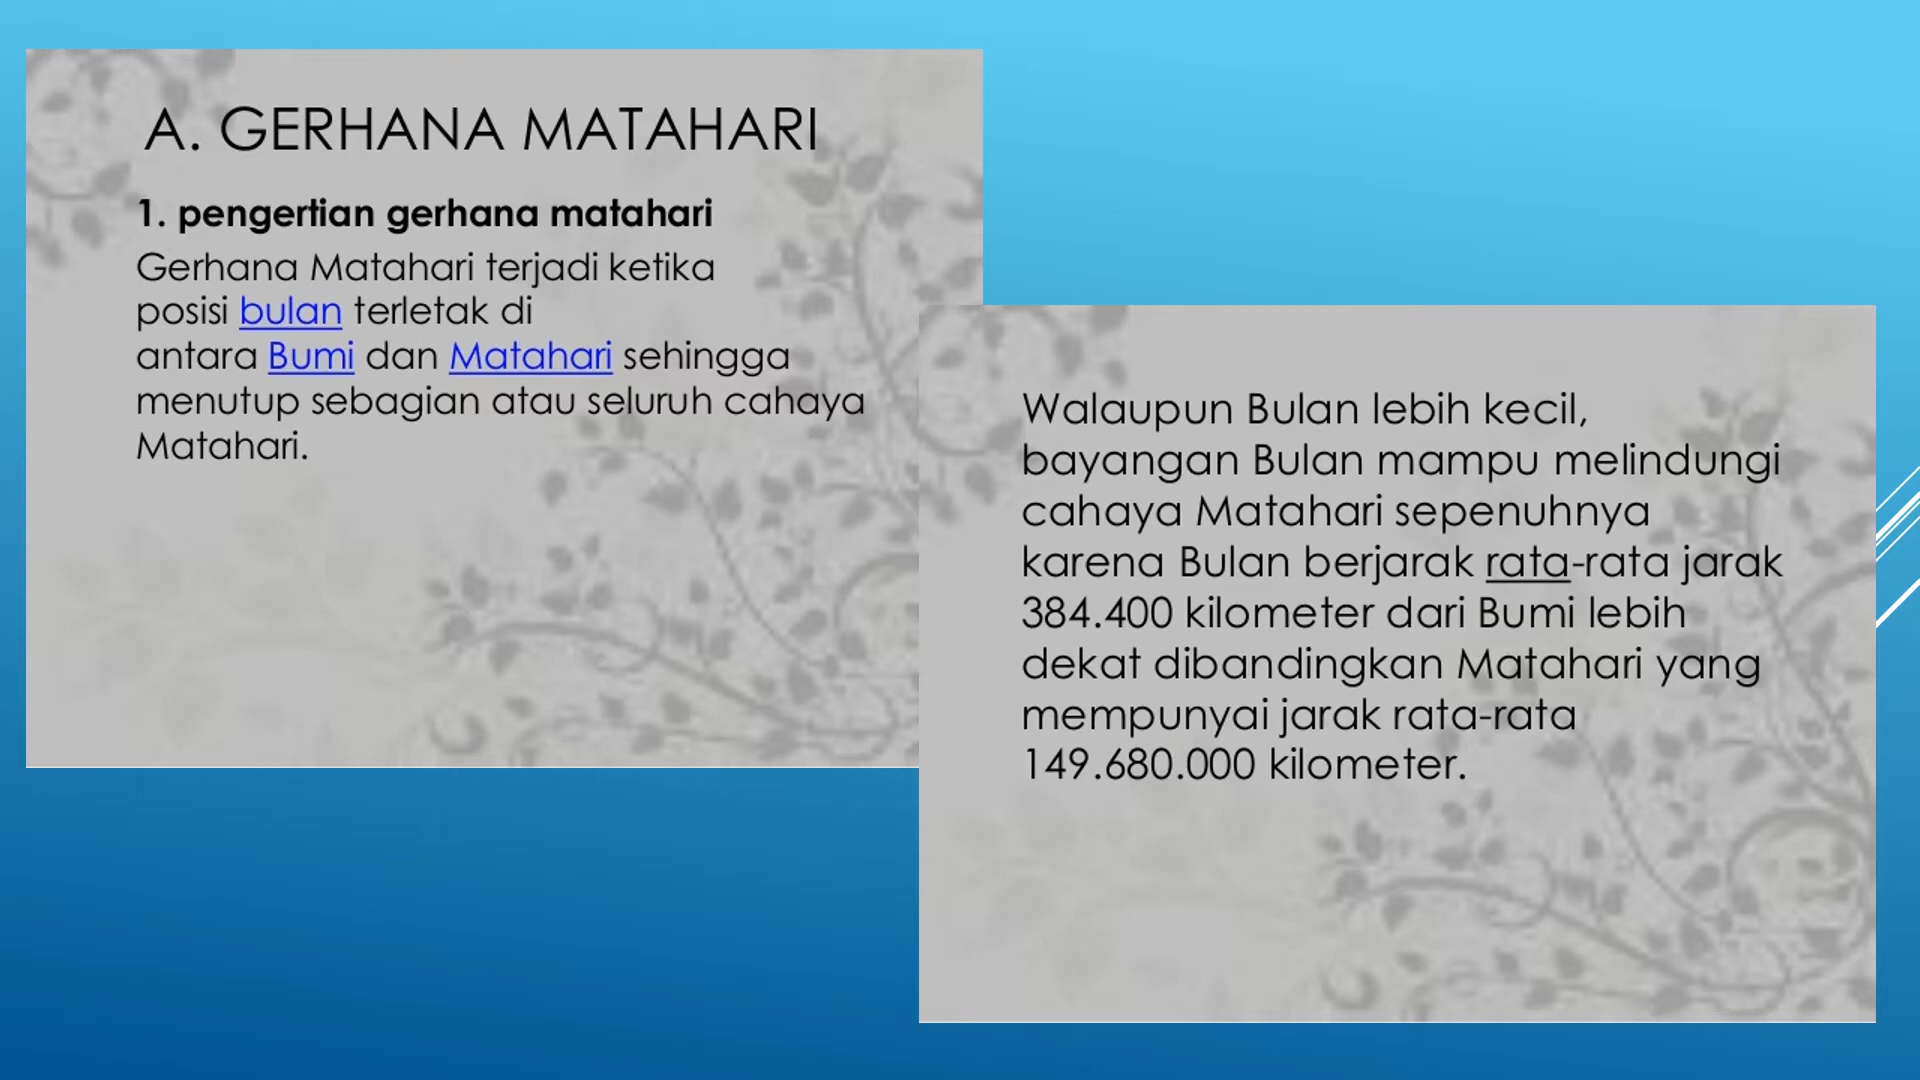 A. GERHANA MATAHARI
1. pengertian gerhana matahari
Gerhana Matahari terjadi ketika
posisi bulan terletak di
antara Bumi dan Matahari sehingga
menutup sebagian atau seluruh cahaya
Matahari.
Walaupun Bulan lebih kecil,
bayangan Bulan mampu melindungi
cahaya Matahari sepenuhnya
karena Bulan berjarak rata-rata jarak
384.400 kilometer dari Bumi lebih
dekat dibandingkan Matahari yang
mempunyai jarak rata-rata
149.680.000 kilometer.